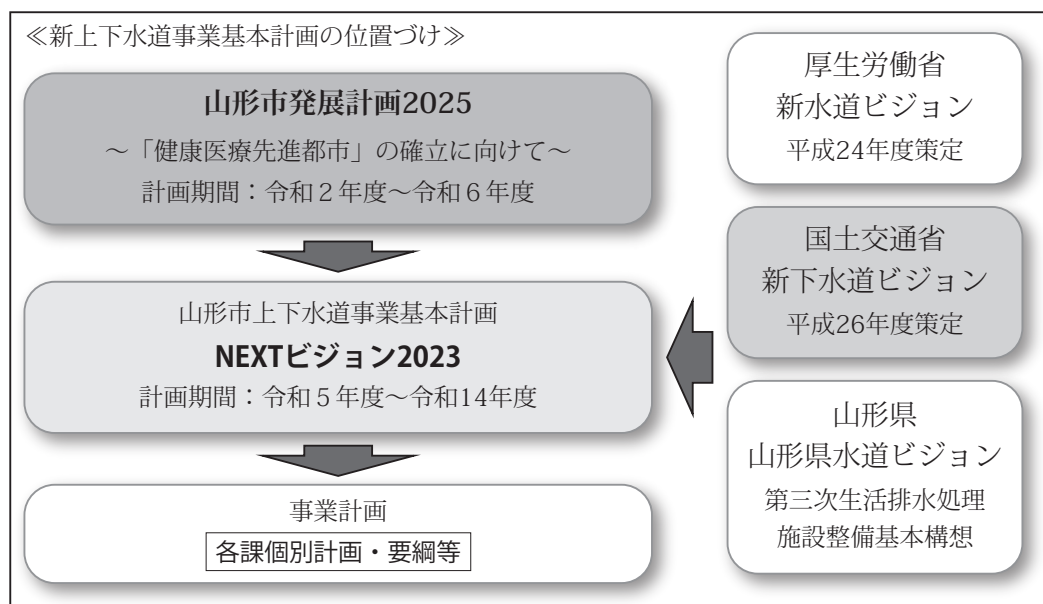 ≪新上下水道事業基本計画の位置づけ≫
山形市発展計画2025
～「健康医療先進都市」の確立に向けて～
計画期間：令和２年度～令和６年度
山形市上下水道事業基本計画
NEXTビジョン2023
計画期間：令和５年度～令和14年度
事業計画
各課個別計画・要綱等
厚生労働省
新水道ビジョン
平成24年度策定
国土交通省
新下水道ビジョン
平成26年度策定
山形県
山形県水道ビジョン
第三次生活排水処理
施設整備基本構想